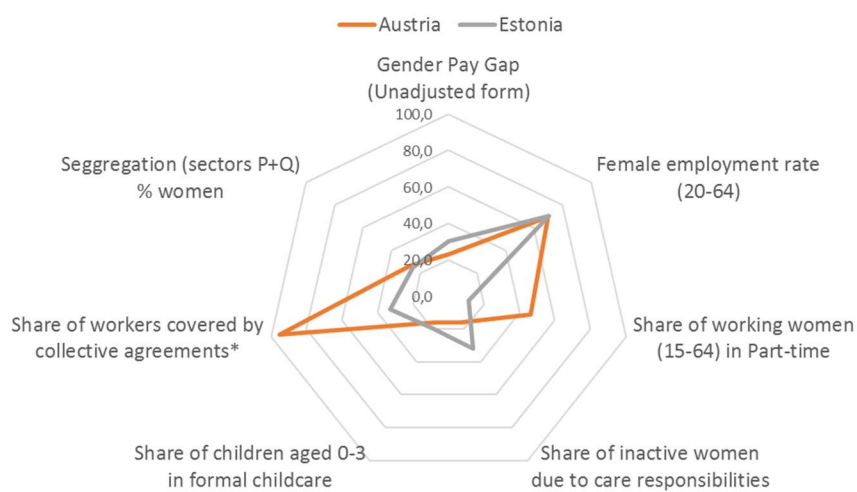 Austria Estonia
Gender Pay Gap
(Unadjusted form)
100,0
80,0
60,0
40,0
20,0
0,0
Seggregation (sectors P+Q)
% women
Female employment rate
(20-64)
Share of workers covered by
collective agreements*
Share of working women
(15-64) in Part-time
Share of children aged 0-3
in formal childcare
Share of inactive women
due to care responsibilities